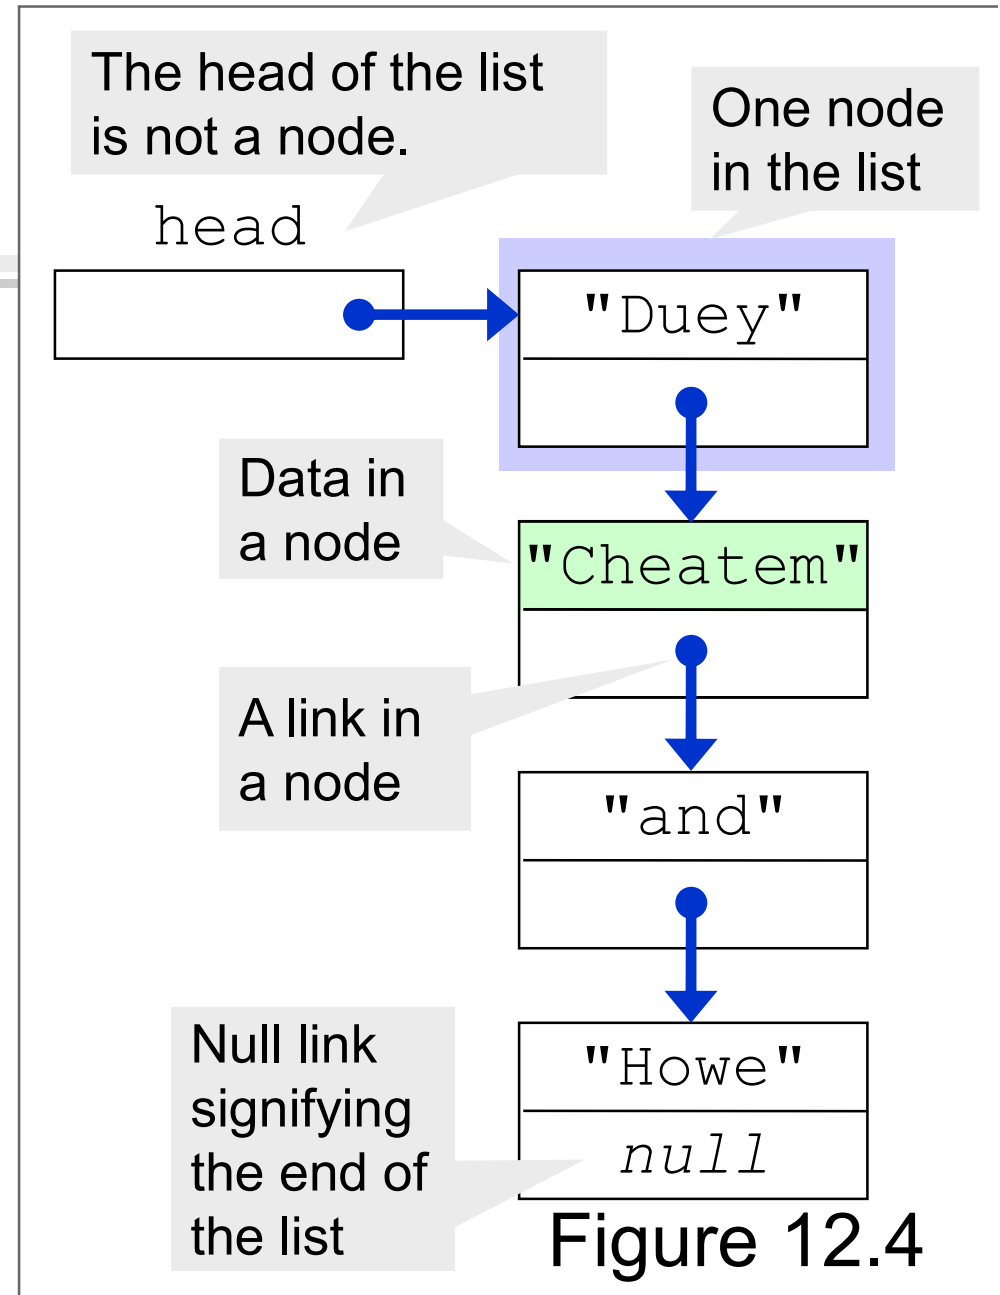 The head of the list
is not a node.
One node
in the list
head
"Duey"
Data in
a node
"Cheatem"
A link in
a node
"and"
Null link
signifying
the end of
the list
"Howe"
null
Figure 12.4